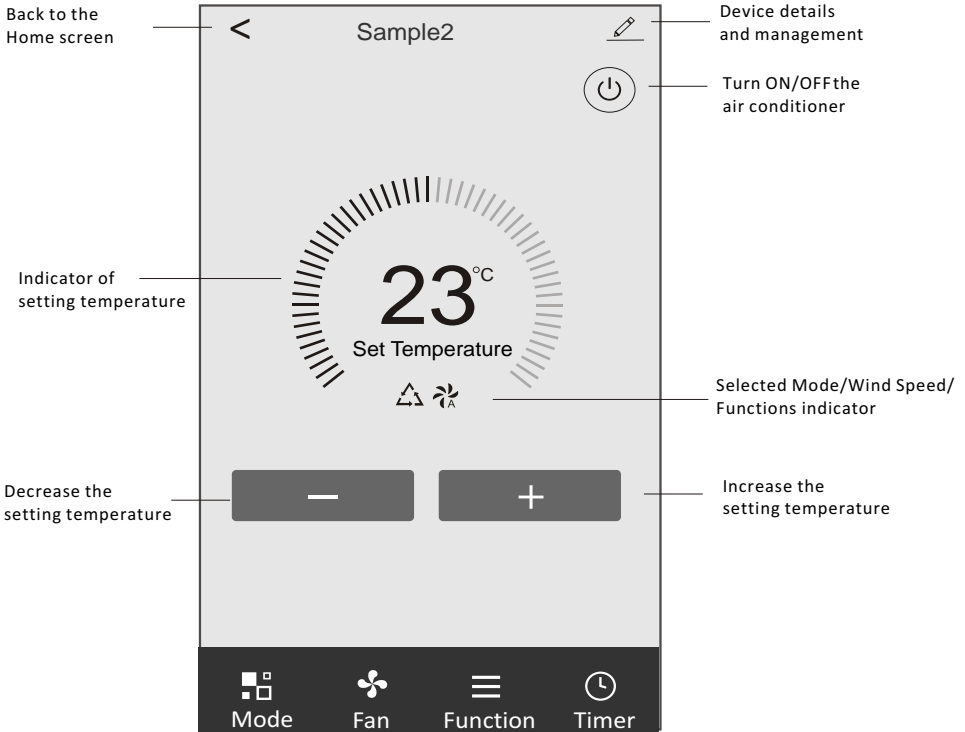 Back to the
Home screen
<
Sample2
Device details
and management
Turn ON/OFF the
air conditioner
Indicator of
setting temperature
23°C
Set Temperature
A
Selected Mode/Wind Speed/
Functions indicator
Decrease the
setting temperature
—
+
Increase the
setting temperature
Mode
Fan
Function
Timer